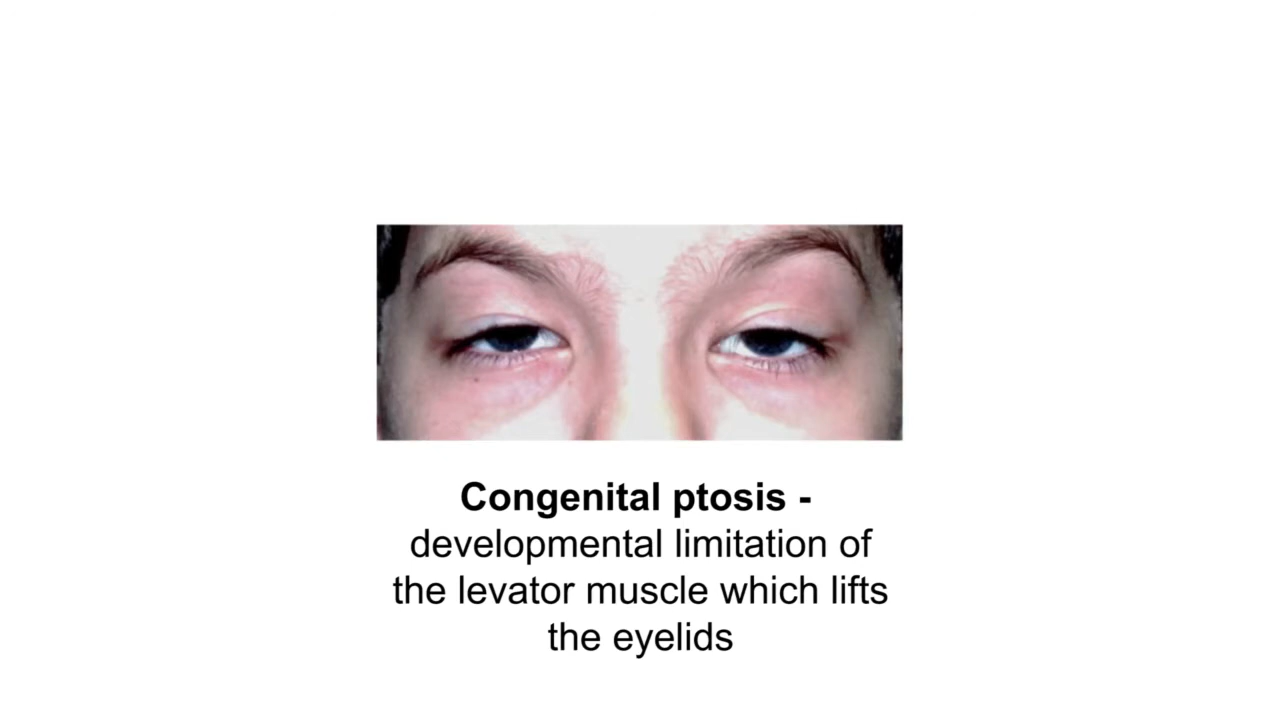 Congenital ptosis -
developmental limitation of
the levator muscle which lifts
the eyelids